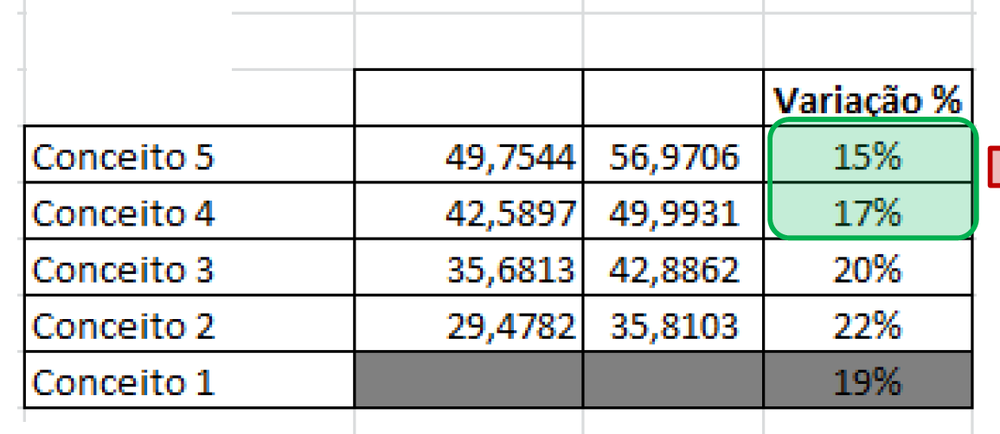 Variação %
Conceito 5 49,7544 56,9706 15%
Conceito 4 42,5897 49,9931 17%
Conceito 3 35,6813 42,8862 20%
Conceito 2 29,4782 35,8103 22%
Conceito 1 19%